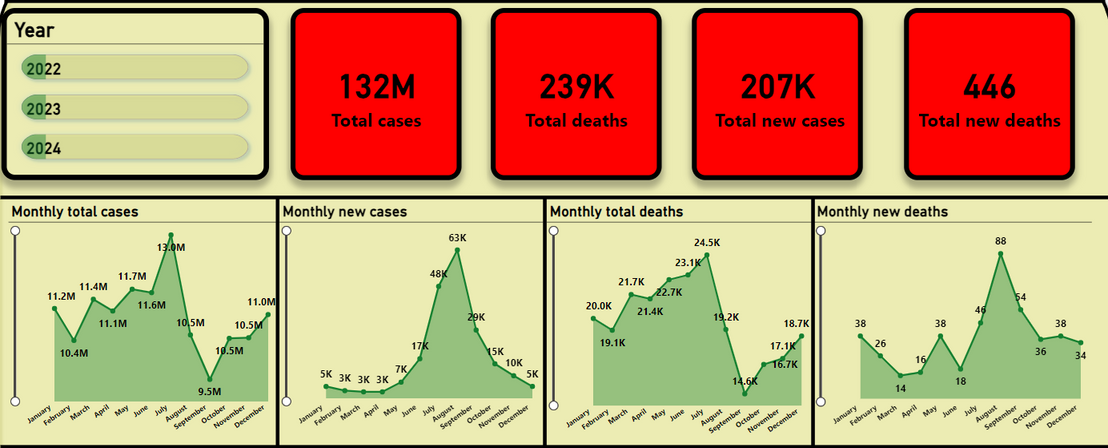 Year
2022
2023
2024
132M
Total cases
239K
Total deaths
207K
Total new cases
446
Total new deaths
Monthly total cases
13.0M
11.7M
11.4M
11.2M
11.6M
11.0M
11.1M
10.5M
10.5M
10.4M
10.5M
9.5M
January
February
March
April
May
June
July
August
September
October
November
December
Monthly new cases
63K
48K
29K
17K
15K
10K
7K
5K
3K
3K
3K
5K
January
February
March
April
May
June
July
August
September
October
November
December
Monthly total deaths
24.5K
23.1K
21.7K
22.7K
20.0K
21.4K
19.2K
18.7K
19.1K
17.1K
16.7K
14.6K
January
February
March
April
May
June
July
August
September
October
November
December
Monthly new deaths
88
54
46
38
38
38
26
36
34
16
18
14
January
February
March
April
May
June
July
August
September
October
November
December